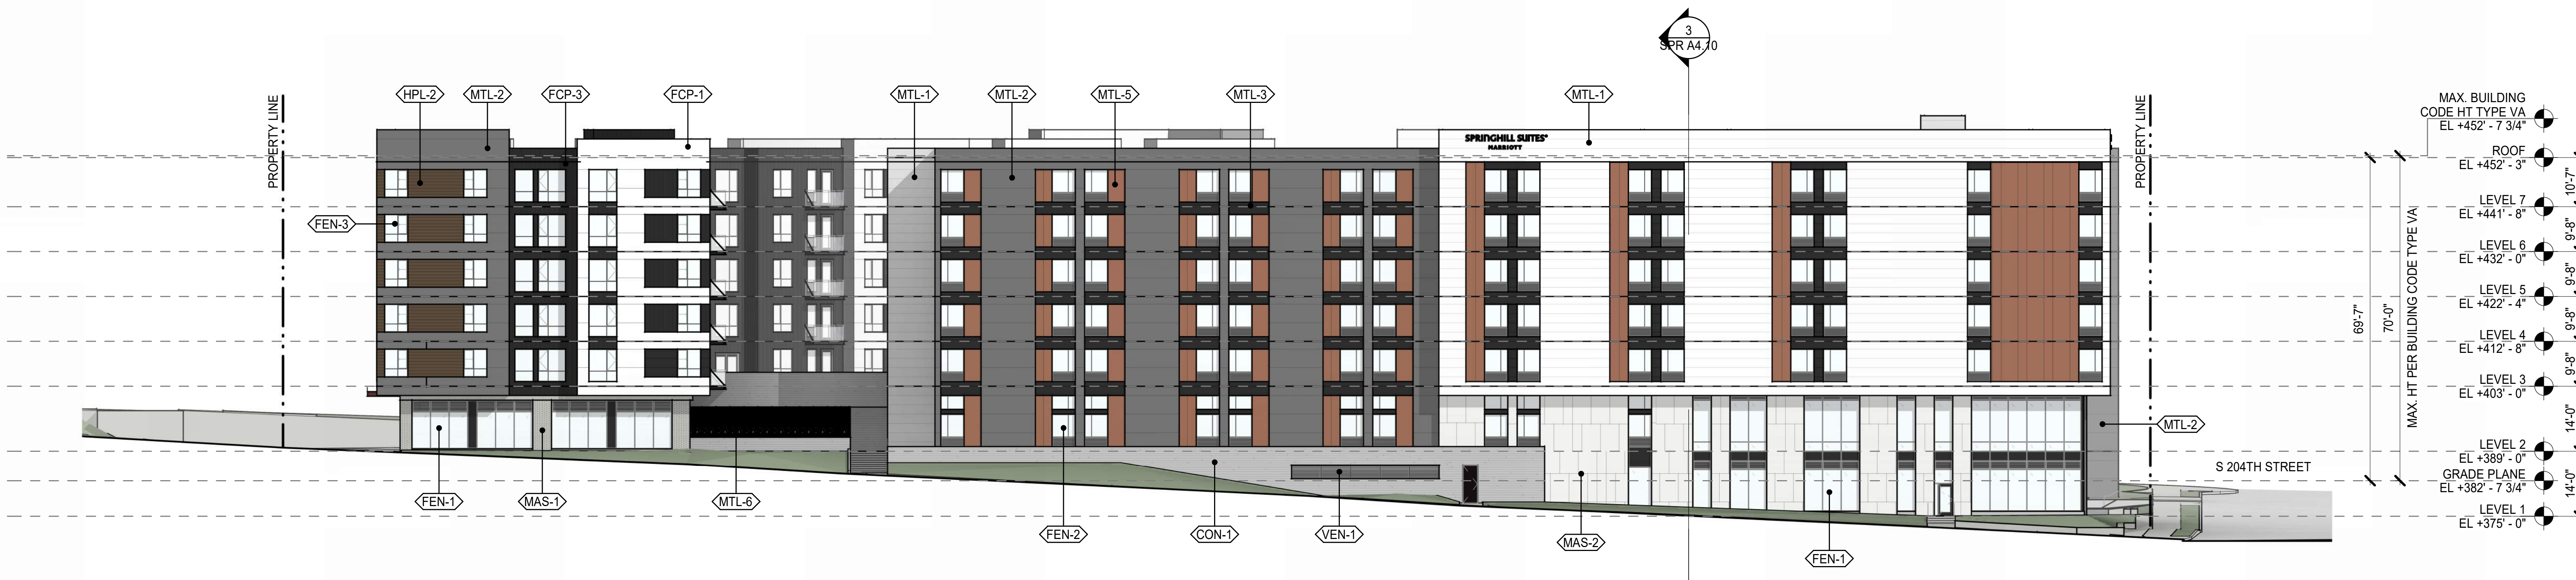 3
SPR A4.10
PROPERTY LINE
HPL-2
MTL-2
FCP-3
FCP-1
MTL-1
MTL-2
MTL-5
MTL-3
MTL-1
SPRINGHILL SUITES®
MARRIOTT
PROPERTY LINE
FEN-3
MTL-2
FEN-1
MAS-1
MTL-6
FEN-2
CON-1
VEN-1
MAS-2
FEN-1
S 204TH STREET
69'-7"
70'-0"
MAX. HT PER BUILDING CODE TYPE VA
MAX. BUILDING
CODE HT TYPE VA
EL +452' - 7 3/4"
ROOF
EL +452' - 3"
10'-7"
LEVEL 7
EL +441' - 8"
9'-8"
LEVEL 6
EL +432' - 0"
9'-8"
LEVEL 5
EL +422' - 4"
9'-8"
LEVEL 4
EL +412' - 8"
9'-8"
LEVEL 3
EL +403' - 0"
14'-0"
LEVEL 2
EL +389' - 0"
GRADE PLANE
EL +382' - 7 3/4"
14'-0"
LEVEL 1
EL +375' - 0"